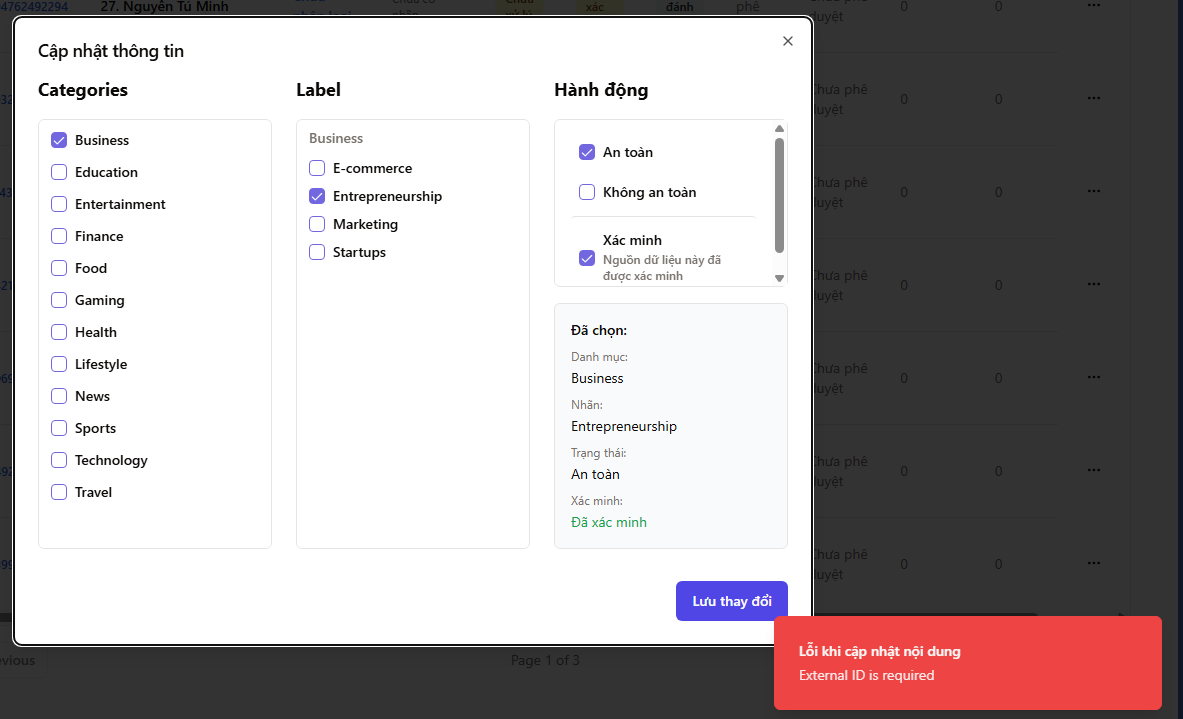 04762492294
27. Nguyễn Tú Minh
xác
đánh
phê
duyệt
0
0
...
Cập nhật thông tin
Categories
Business
Education
Entertainment
Finance
Food
Gaming
Health
Lifestyle
News
Sports
Technology
Travel
Label
Business
E-commerce
Entrepreneurship
Marketing
Startups
Hành động
An toàn
Không an toàn
Xác minh
Nguồn dữ liệu này đã
được xác minh
Đã chọn:
Danh mục:
Business
Nhãn:
Entrepreneurship
Trạng thái:
An toàn
Xác minh:
Đã xác minh
Lưu thay đổi
Chưa phê
duyệt
0
0
...
Chưa phê
duyệt
0
0
...
Chưa phê
duyệt
0
0
...
Chưa phê
duyệt
0
0
...
Chưa phê
duyệt
0
0
...
Chưa phê
duyệt
0
0
...
evious
Page 1 of 3
Lỗi khi cập nhật nội dung
External ID is required